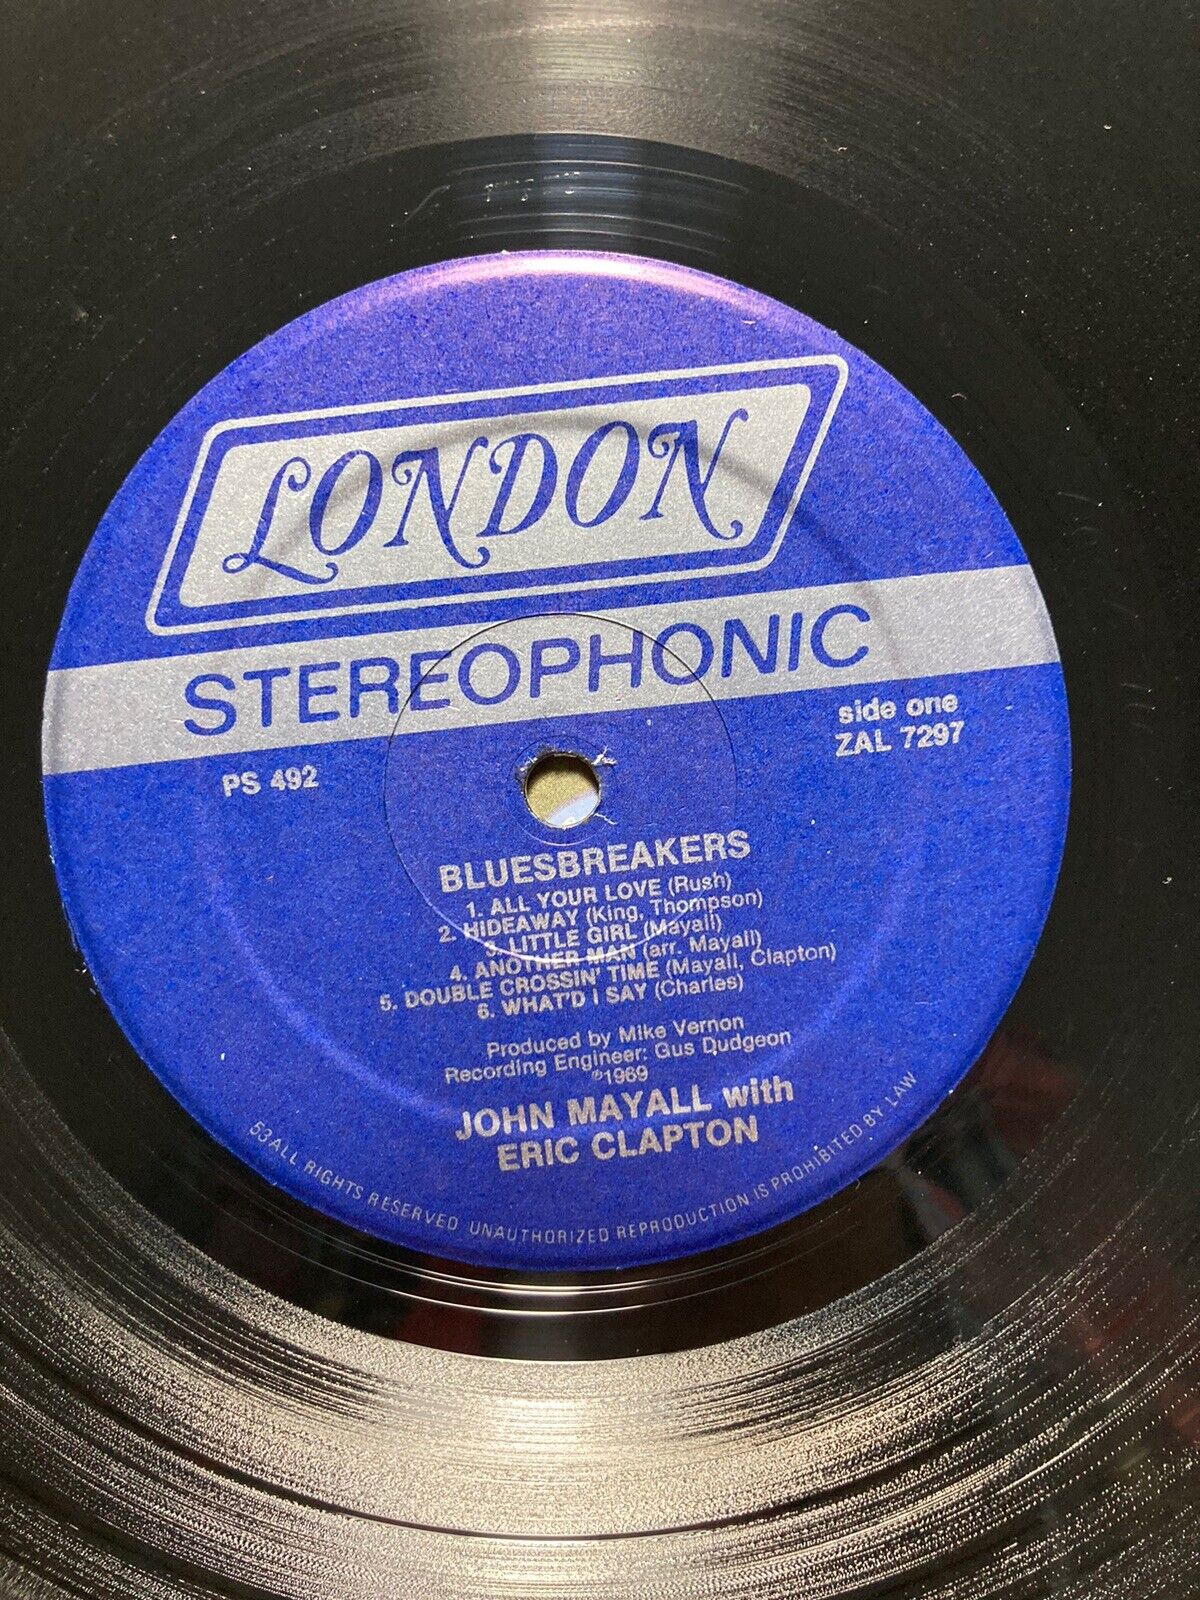 LONDON
STEREOPHONIC
side one
PS 492
ZAL 7297
BLUESBREAKERS
1. ALL YOUR LOVE (Rush)
2. HIDEAWAY (King, Thompson)
3. LITTLE GIRL (Mayall)
4. ANOTHER MAN (arr. Mayall)
5. DOUBLE CROSSIN' TIME (Mayall, Clapton)
6. WHAT'D I SAY (Charles)
Produced by Mike Vernon
Recording Engineer: Gus Dudgeon
℗1969
JOHN MAYALL with
ERIC CLAPTON
53 ALL RIGHTS RESERVED UNAUTHORIZED REPRODUCTION IS PROHIBITED BY LAW